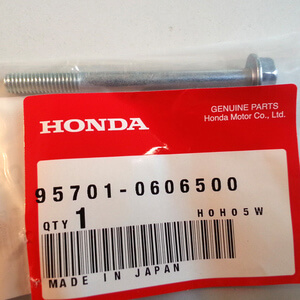 GENUINE PARTS
Honda Motor Co., Ltd.
HONDA
95701-0606500
QTY 1
H0H05W
MADE IN JAPAN